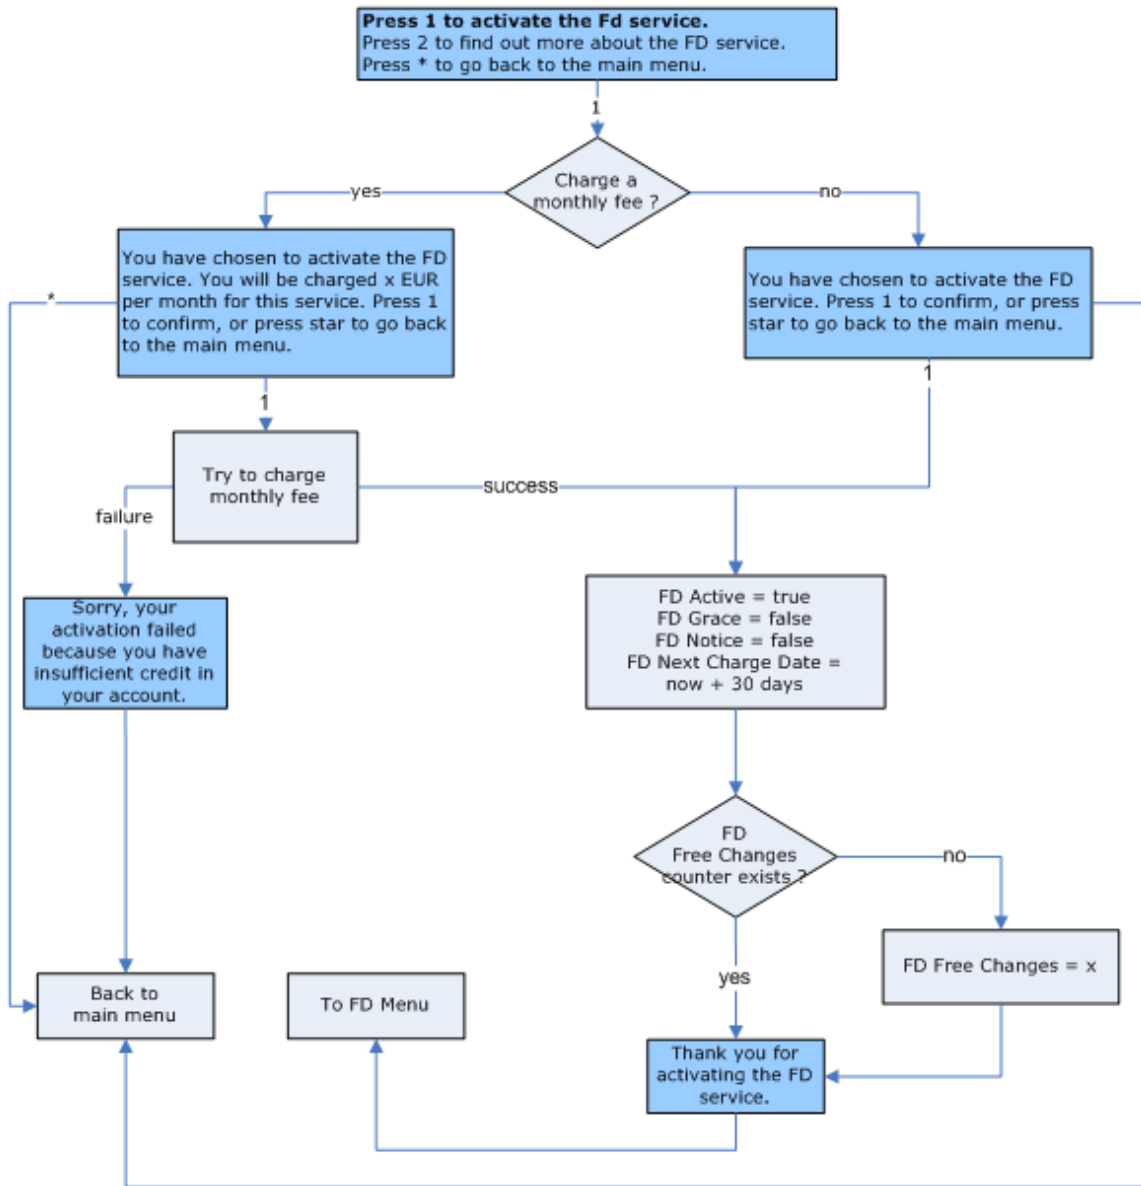 Press 1 to activate the Fd service.
Press 2 to find out more about the FD service.
Press * to go back to the main menu.
1
Charge a
monthly fee ?
yes
no
You have chosen to activate the FD
service. You will be charged x EUR
per month for this service. Press 1
to confirm, or press star to go back
to the main menu.
You have chosen to activate the FD
service. Press 1 to confirm, or press
star to go back to the main menu.
*
1
1
Try to charge
monthly fee
success
failure
Sorry, your
activation failed
because you have
insufficient credit in
your account.
FD Active = true
FD Grace = false
FD Notice = false
FD Next Charge Date =
now + 30 days
FD
Free Changes
counter exists ?
no
yes
FD Free Changes = x
Back to
main menu
To FD Menu
Thank you for
activating the FD
service.